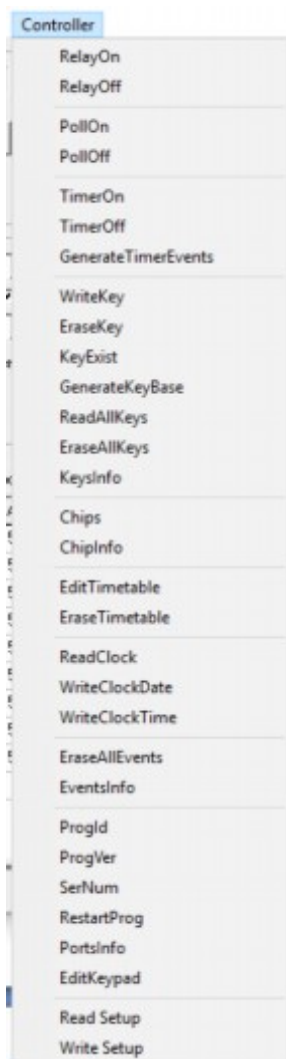 Controller
RelayOn
RelayOff
PollOn
PollOff
TimerOn
TimerOff
GenerateTimerEvents
WriteKey
EraseKey
KeyExist
GenerateKeyBase
ReadAllKeys
EraseAllKeys
KeysInfo
Chips
ChipInfo
EditTimetable
EraseTimetable
ReadClock
WriteClockDate
WriteClockTime
EraseAllEvents
EventsInfo
ProgId
ProgVer
SerNum
RestartProg
PortsInfo
EditKeypad
Read Setup
Write Setup